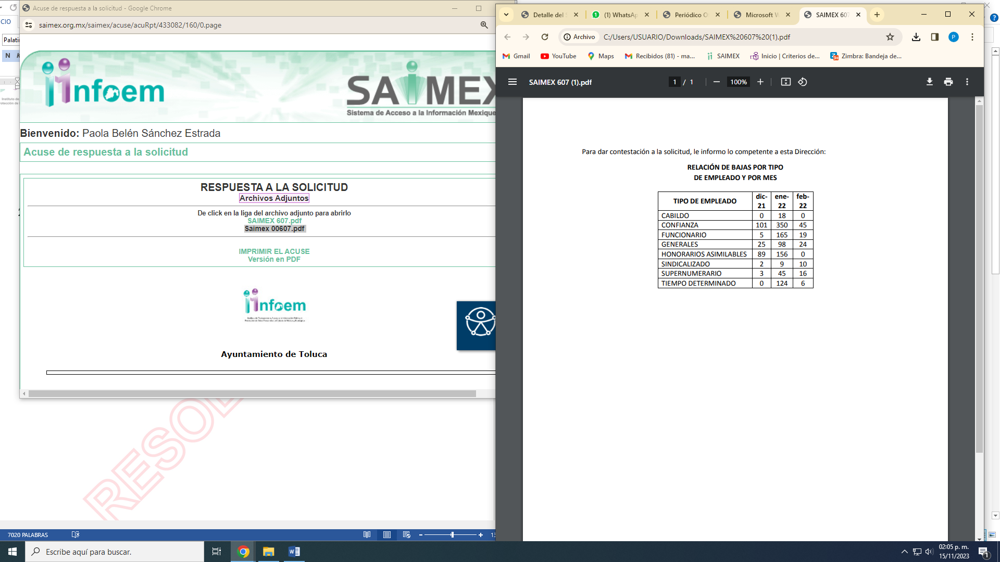 Acuse de respuesta a la solicitud - Google Chrome
saimex.org.mx/saimex/acuse/acuRpt/433082/160/0.page
CIO
Palati
N K
infoem
SAIMEX
Sistema de Acceso a la Información Mexique
Bienvenido: Paola Belén Sánchez Estrada
Acuse de respuesta a la solicitud
RESPUESTA A LA SOLICITUD
Archivos Adjuntos
De click en la liga del archivo adjunto para abrirlo
SAIMEX 607.pdf
Saimex 00607.pdf
IMPRIMIR EL ACUSE
Versión en PDF
infoem
Ayuntamiento de Toluca
RESOL
7020 PALABRAS
Detalle del S
(1) WhatsAp
Periódico O
Microsoft W
SAIMEX 607
Archivo
C:/Users/USUARIO/Downloads/SAIMEX%20607%20(1).pdf
P
Gmail
YouTube
Maps
Recibidos (81) - ma...
SAIMEX
Inicio | Criterios de...
Zimbra: Bandeja de...
SAIMEX 607 (1).pdf
1 / 1
100%
Para dar contestación a la solicitud, le informo lo competente a esta Dirección:
RELACIÓN DE BAJAS POR TIPO
DE EMPLEADO Y POR MES
TIPO DE EMPLEADO dic-21 ene-22 feb-22
CABILDO 0 18 0
CONFIANZA 101 350 45
FUNCIONARIO 5 165 19
GENERALES 25 98 24
HONORARIOS ASIMILABLES 89 156 0
SINDICALIZADO 2 9 10
SUPERNUMERARIO 3 45 16
TIEMPO DETERMINADO 0 124 6
Escribe aquí para buscar.
02:05 p. m.
15/11/2023
1